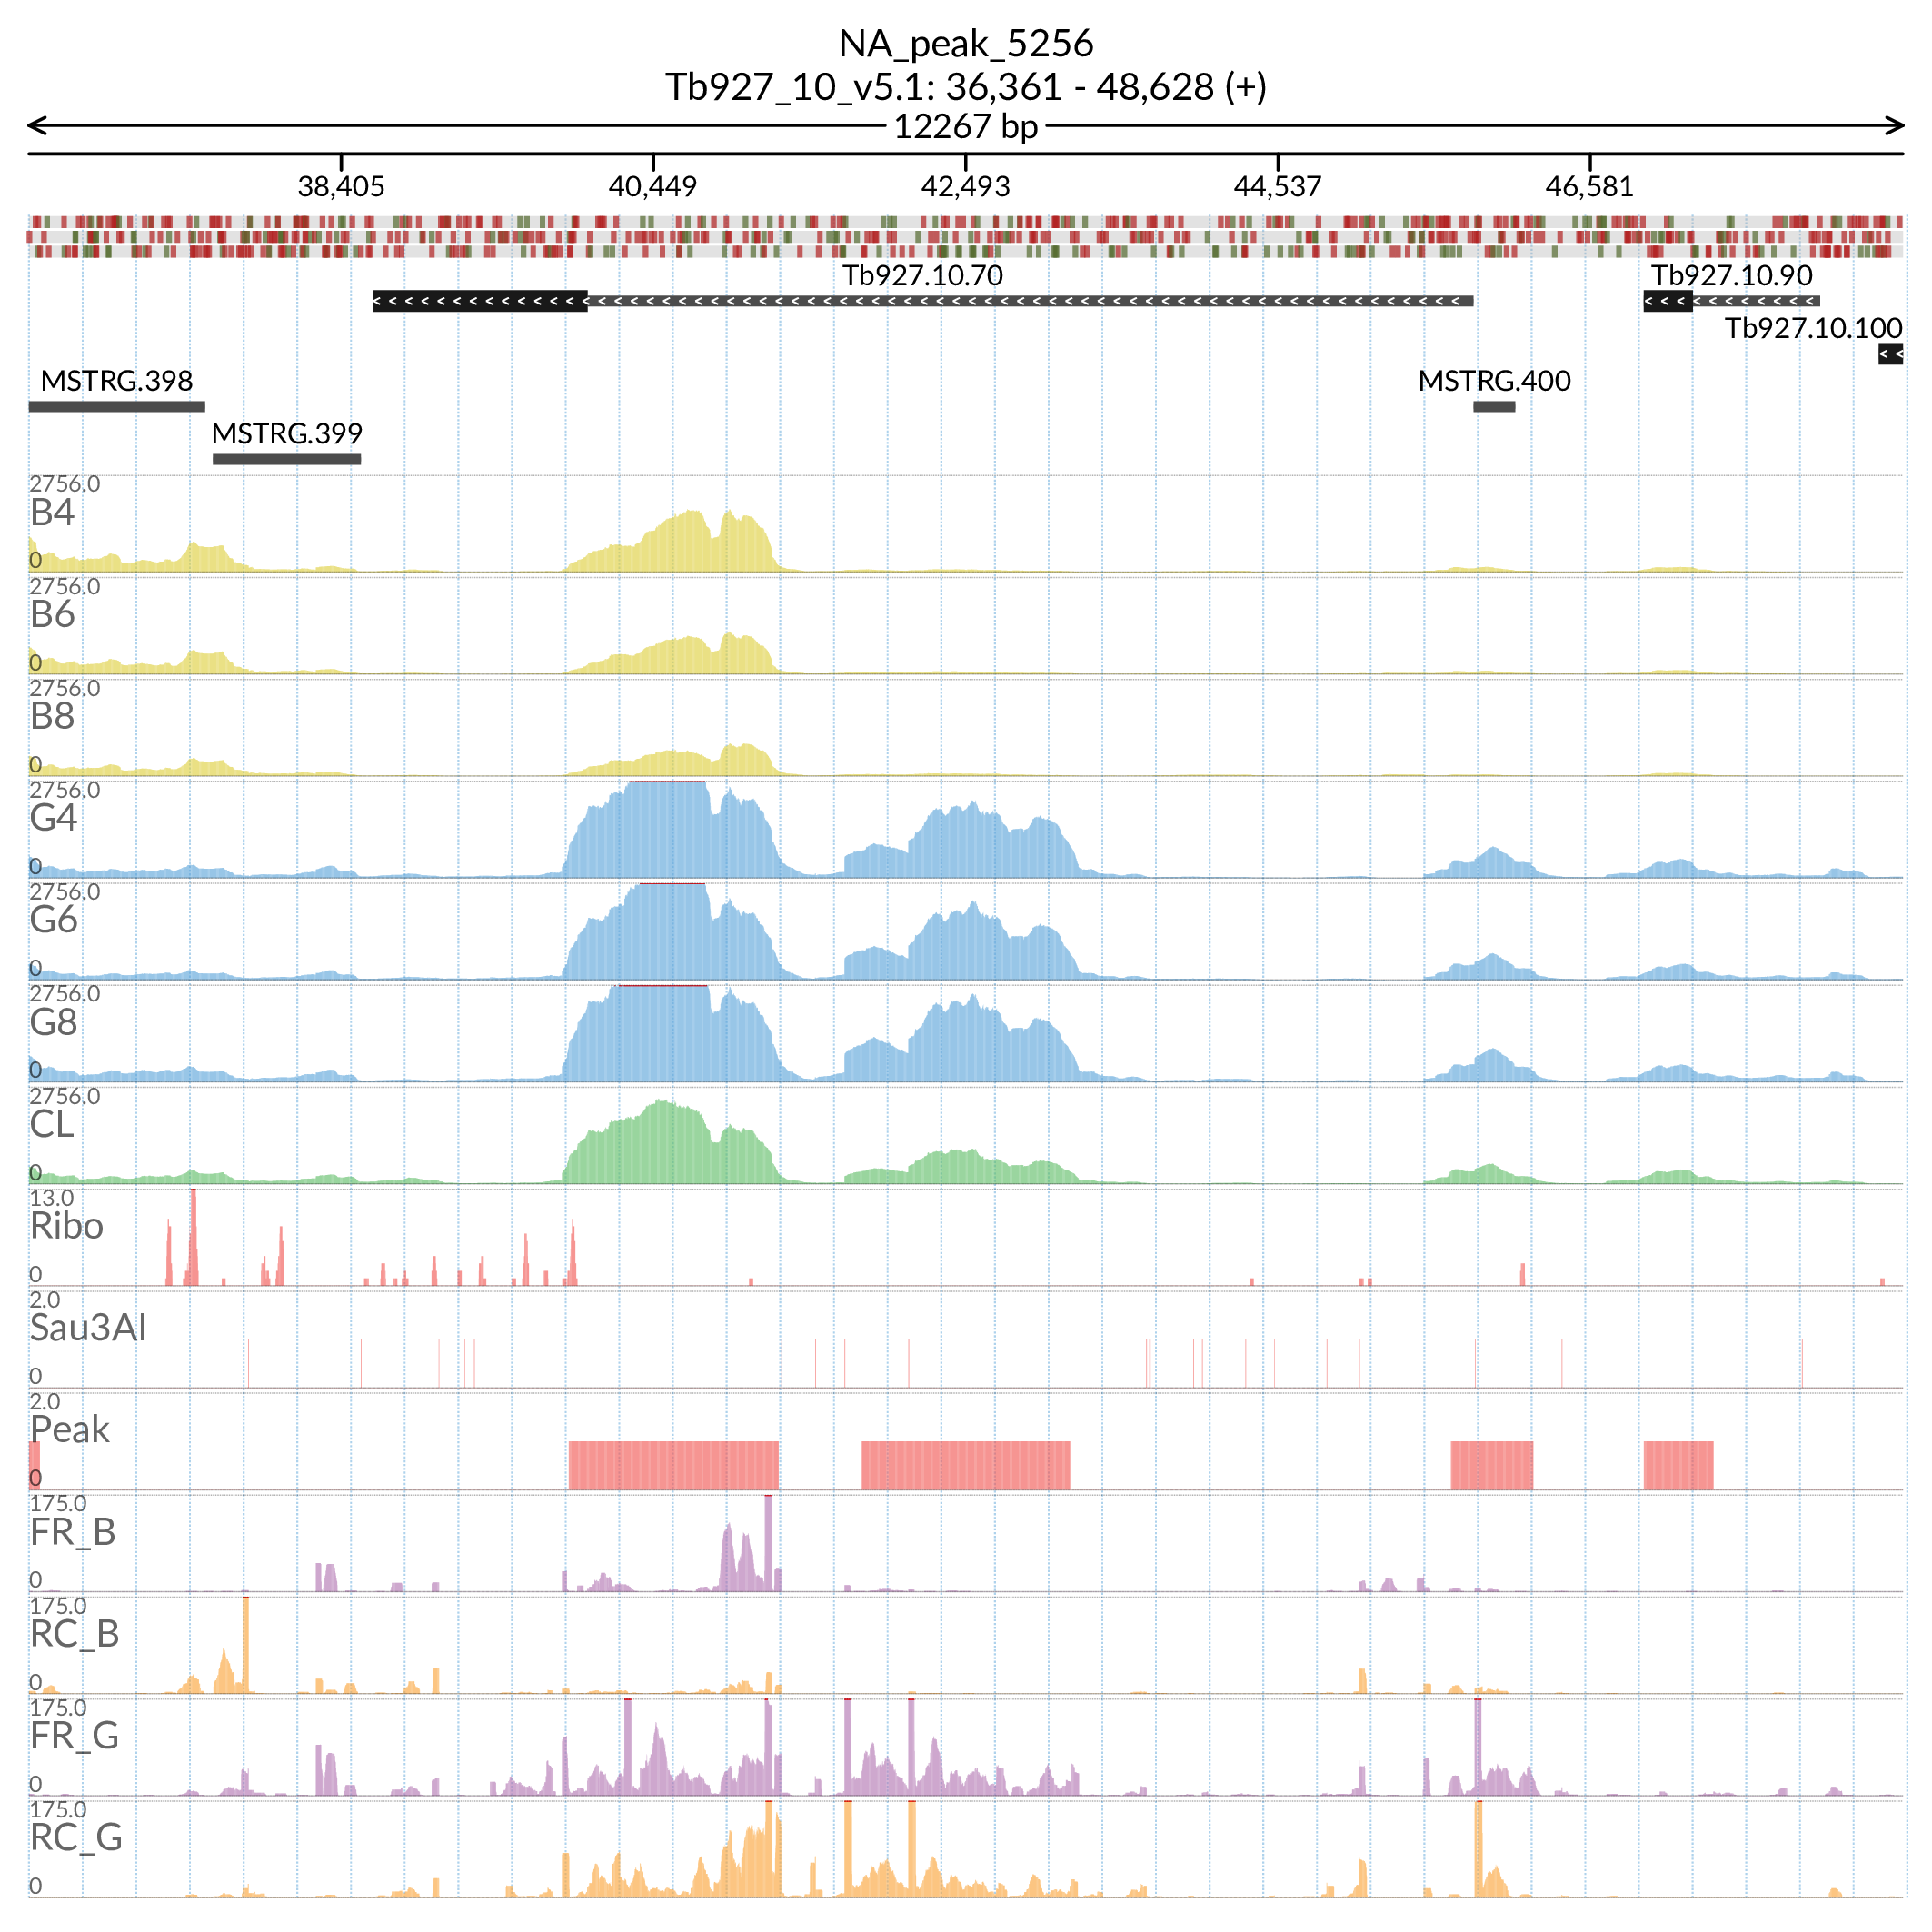 NA_peak_5256
Tb927_10_v5.1: 36,361 - 48,628 (+)
12267 bp
38,405 40,449 42,493 44,537 46,581
Tb927.10.70 Tb927.10.90
Tb927.10.100
MSTRG.398 MSTRG.400
MSTRG.399
2756.0
B4
0
2756.0
B6
0
2756.0
B8
0
2756.0
G4
0
2756.0
G6
0
2756.0
G8
0
2756.0
CL
0
13.0
Ribo
0
2.0
Sau3AI
0
2.0
Peak
0
175.0
FR_B
0
175.0
RC_B
0
175.0
FR_G
0
175.0
RC_G
0